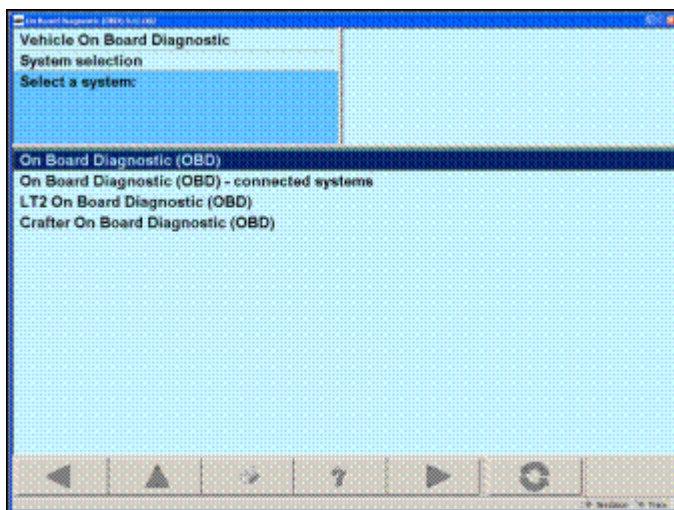 Vehicle On Board Diagnostic
System selection
Select a system:
On Board Diagnostic (OBD)
On Board Diagnostic (OBD) - connected systems
LT2 On Board Diagnostic (OBD)
Crafter On Board Diagnostic (OBD)
?